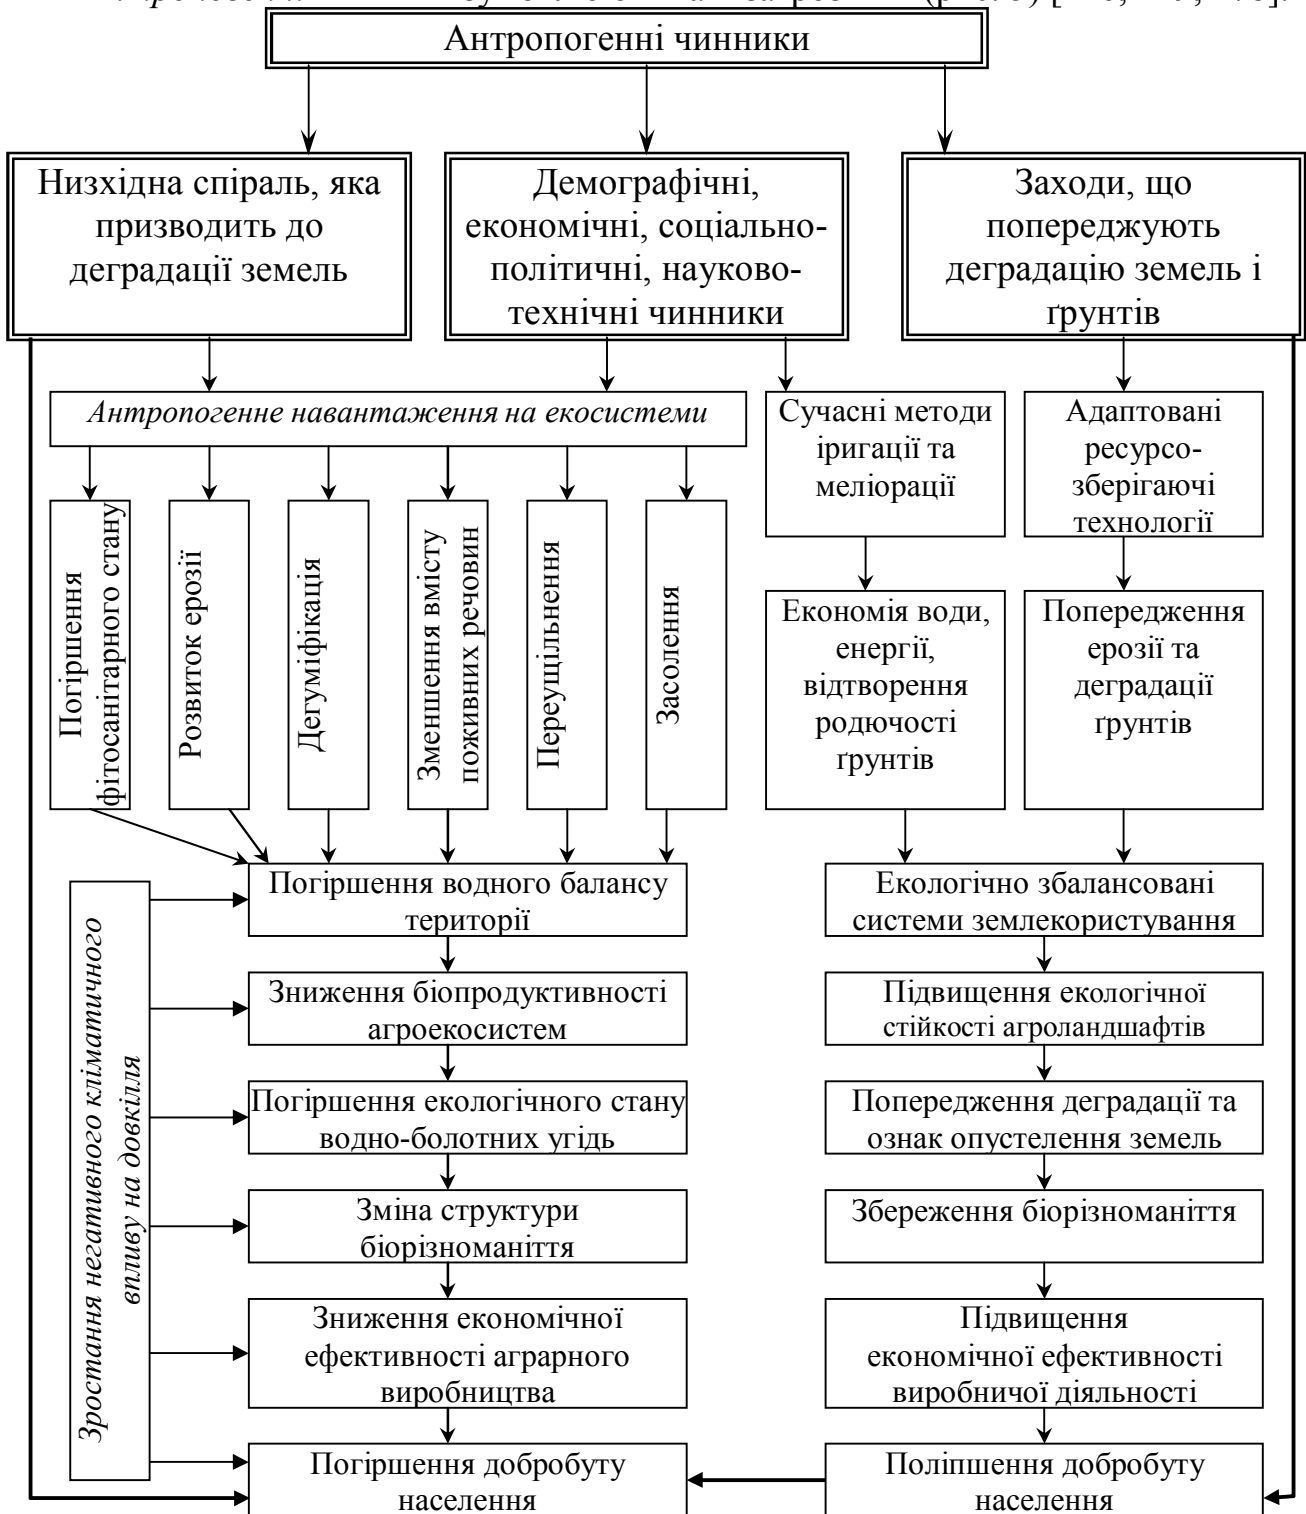 Антропогенні чинники
Низхідна спіраль, яка
призводить до
деградації земель
Демографічні,
економічні, соціально-
політичні, науково-
технічні чинники
Заходи, що
попереджують
деградацію земель і
ґрунтів
Антропогенне навантаження на екосистеми
Сучасні методи
іригації та
меліорації
Адаптовані
ресурсо-
зберігаючі
технології
Погіршення
фітосанітарного стану
Розвиток ерозії
Дегуміфікація
Зменшення вмісту
поживних речовин
Переущільнення
Засолення
Економія води,
енергії,
відтворення
родючості
ґрунтів
Попередження
ерозії та
деградації
ґрунтів
Зростання негативного кліматичного
впливу на довкілля
Погіршення водного балансу
території
Зниження біопродуктивності
агроекосистем
Погіршення екологічного стану
водно-болотних угідь
Зміна структури
біорізноманіття
Зниження економічної
ефективності аграрного
виробництва
Погіршення добробуту
населення
Екологічно збалансовані
системи землекористування
Підвищення екологічної
стійкості агроландшафтів
Попередження деградації та
ознак опустелення земель
Збереження біорізноманіття
Підвищення
економічної ефективності
виробничої діяльності
Поліпшення добробуту
населення